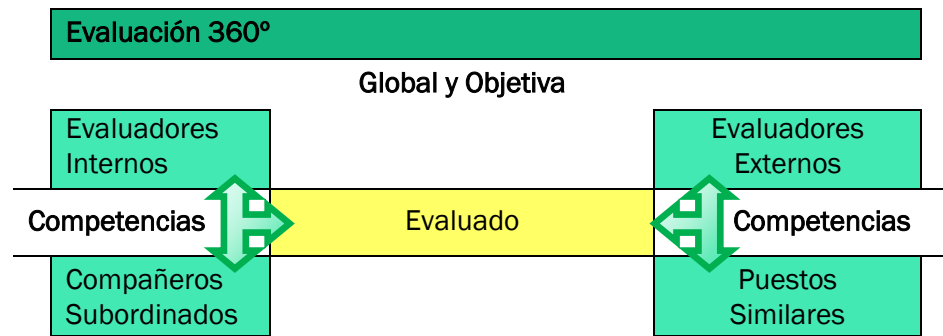 Evaluación 360º
Global y Objetiva
Evaluadores
Internos
Evaluadores
Externos
Competencias
Evaluado
Competencias
Compañeros
Subordinados
Puestos
Similares